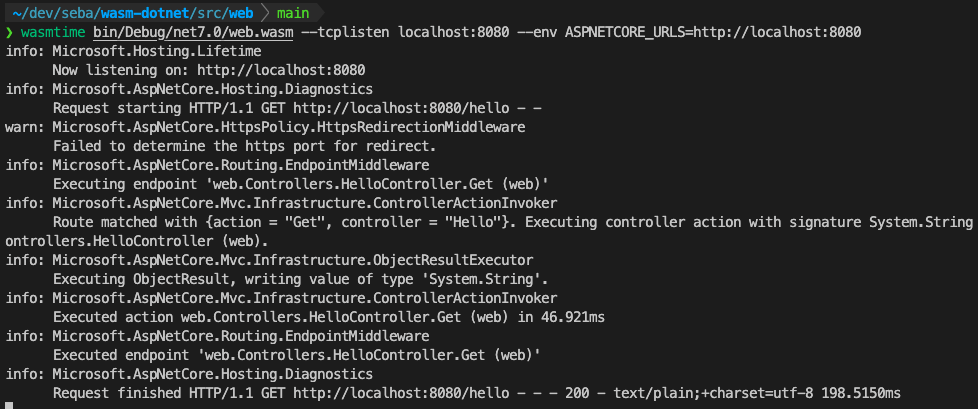 ~/dev/seba/wasm-dotnet/src/web main
❯ wasmtime bin/Debug/net7.0/web.wasm --tcplisten localhost:8080 --env ASPNETCORE_URLS=http://localhost:8080
info: Microsoft.Hosting.Lifetime
Now listening on: http://localhost:8080
info: Microsoft.AspNetCore.Hosting.Diagnostics
Request starting HTTP/1.1 GET http://localhost:8080/hello - -
warn: Microsoft.AspNetCore.HttpsPolicy.HttpsRedirectionMiddleware
Failed to determine the https port for redirect.
info: Microsoft.AspNetCore.Routing.EndpointMiddleware
Executing endpoint 'web.Controllers.HelloController.Get (web)'
info: Microsoft.AspNetCore.Mvc.Infrastructure.ControllerActionInvoker
Route matched with {action = "Get", controller = "Hello"}. Executing controller action with signature System.String
ontrollers.HelloController (web).
info: Microsoft.AspNetCore.Mvc.Infrastructure.ObjectResultExecutor
Executing ObjectResult, writing value of type 'System.String'.
info: Microsoft.AspNetCore.Mvc.Infrastructure.ControllerActionInvoker
Executed action web.Controllers.HelloController.Get (web) in 46.921ms
info: Microsoft.AspNetCore.Routing.EndpointMiddleware
Executed endpoint 'web.Controllers.HelloController.Get (web)'
info: Microsoft.AspNetCore.Hosting.Diagnostics
Request finished HTTP/1.1 GET http://localhost:8080/hello - - - 200 - text/plain;+charset=utf-8 198.5150ms